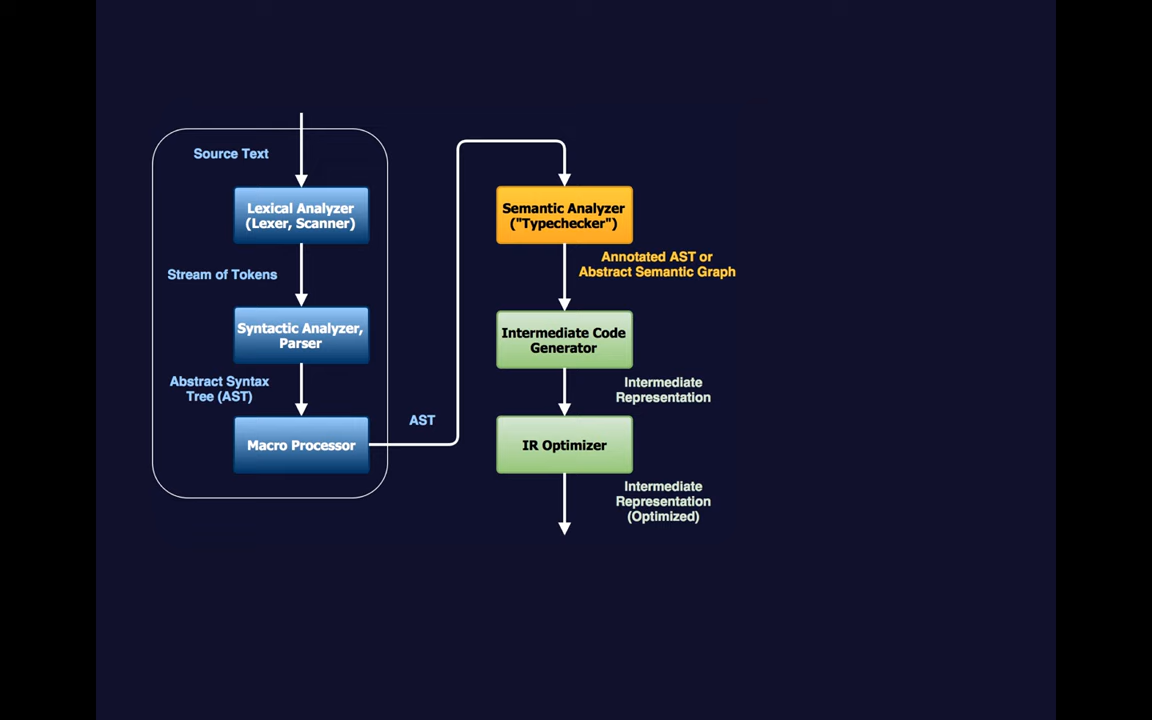 Source Text
Lexical Analyzer
(Lexer, Scanner)
Stream of Tokens
Syntactic Analyzer,
Parser
Abstract Syntax
Tree (AST)
Macro Processor
AST
Semantic Analyzer
("Typechecker")
Annotated AST or
Abstract Semantic Graph
Intermediate Code
Generator
Intermediate
Representation
IR Optimizer
Intermediate
Representation
(Optimized)